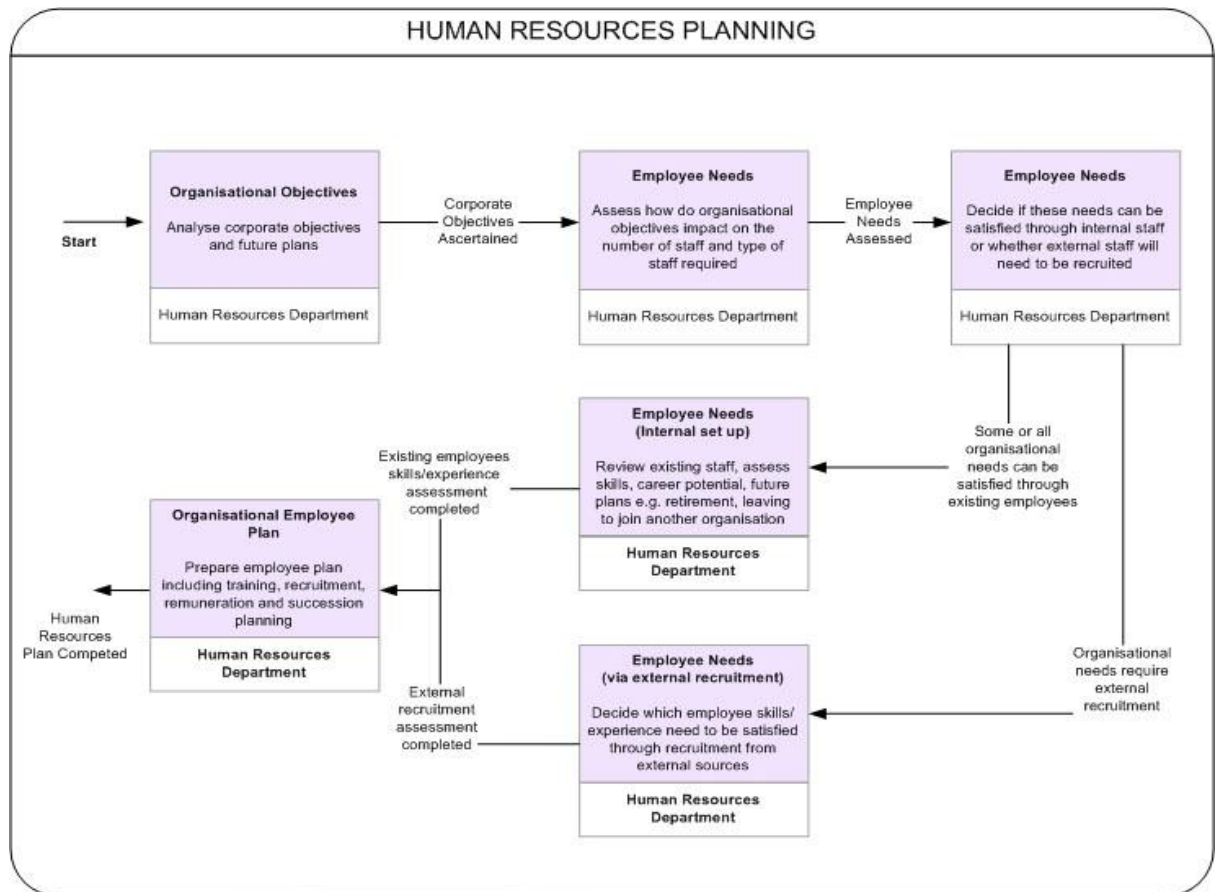 HUMAN RESOURCES PLANNING
Start
Organisational Objectives
Analyse corporate objectives
and future plans
Human Resources Department
Corporate
Objectives
Ascertained
Employee Needs
Assess how do organisational
objectives impact on the
number of staff and type of
staff required
Human Resources Department
Employee
Needs
Assessed
Employee Needs
Decide if these needs can be
satisfied through internal staff
or whether external staff will
need to be recruited
Human Resources Department
Some or all
organisational
needs can be
satisfied through
existing employees
Employee Needs
(Internal set up)
Review existing staff, assess
skills, career potential, future
plans e.g. retirement, leaving
to join another organisation
Human Resources
Department
Existing employees
skills/experience
assessment
completed
Organisational
needs require
external
recruitment
Employee Needs
(via external recruitment)
Decide which employee skills/
experience need to be satisfied
through recruitment from
external sources
Human Resources
Department
External
recruitment
assessment
completed
Organisational Employee
Plan
Prepare employee plan
including training, recruitment,
remuneration and succession
planning
Human Resources
Department
Human
Resources
Plan Competed